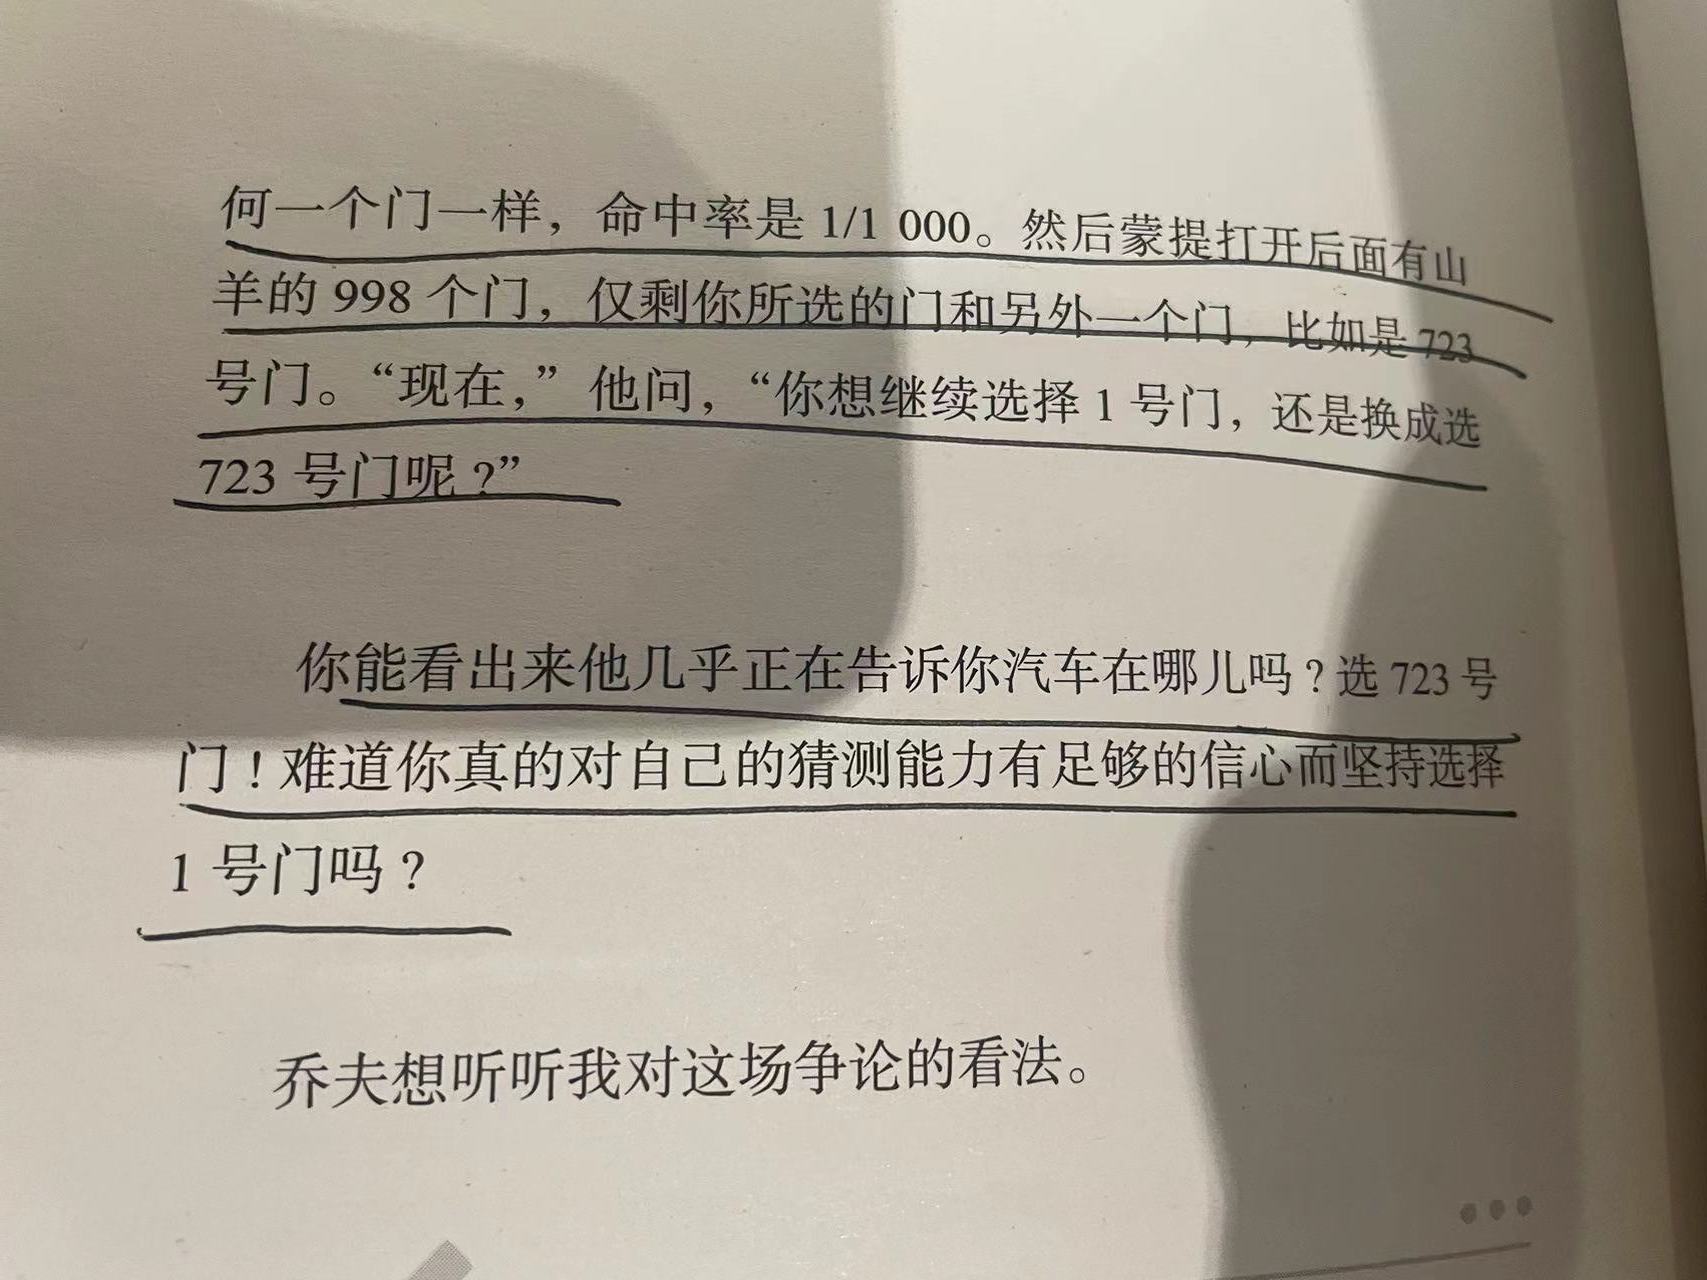 何一个门一样，命中率是 1/1 000。然后蒙提打开后面有山
羊的 998 个门，仅剩你所选的门和另外一个门，比如是 723
号门。“现在，”他问，“你想继续选择 1 号门，还是换成选
723 号门呢？”
你能看出来他几乎正在告诉你汽车在哪儿吗？选 723 号
门！难道你真的对自己的猜测能力有足够的信心而坚持选择
1 号门吗？
乔夫想听听我对这场争论的看法。